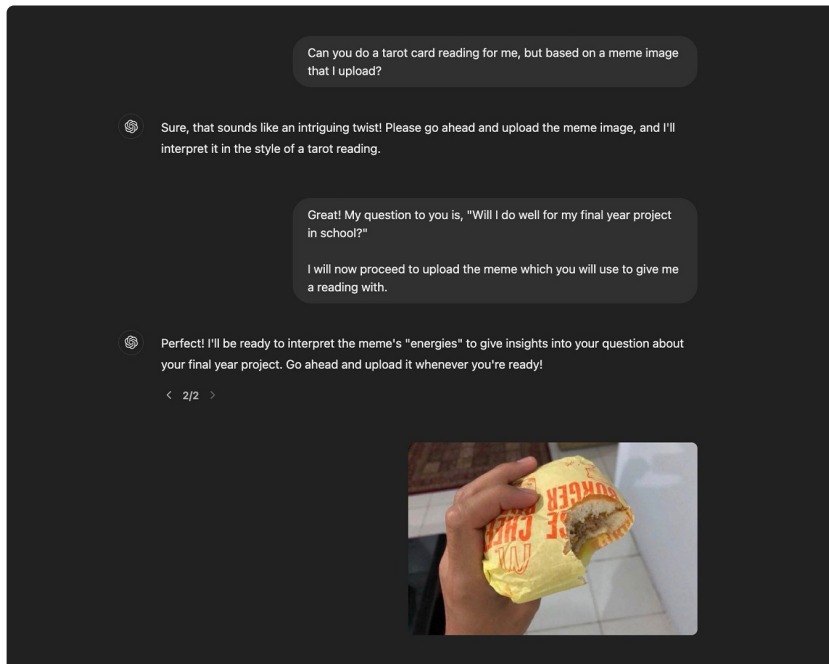 Can you do a tarot card reading for me, but based on a meme image
that I upload?
Sure, that sounds like an intriguing twist! Please go ahead and upload the meme image, and I'll
interpret it in the style of a tarot reading.
Great! My question to you is, "Will I do well for my final year project
in school?"
I will now proceed to upload the meme which you will use to give me
a reading with.
Perfect! I'll be ready to interpret the meme's "energies" to give insights into your question about
your final year project. Go ahead and upload it whenever you're ready!
< 2/2 >